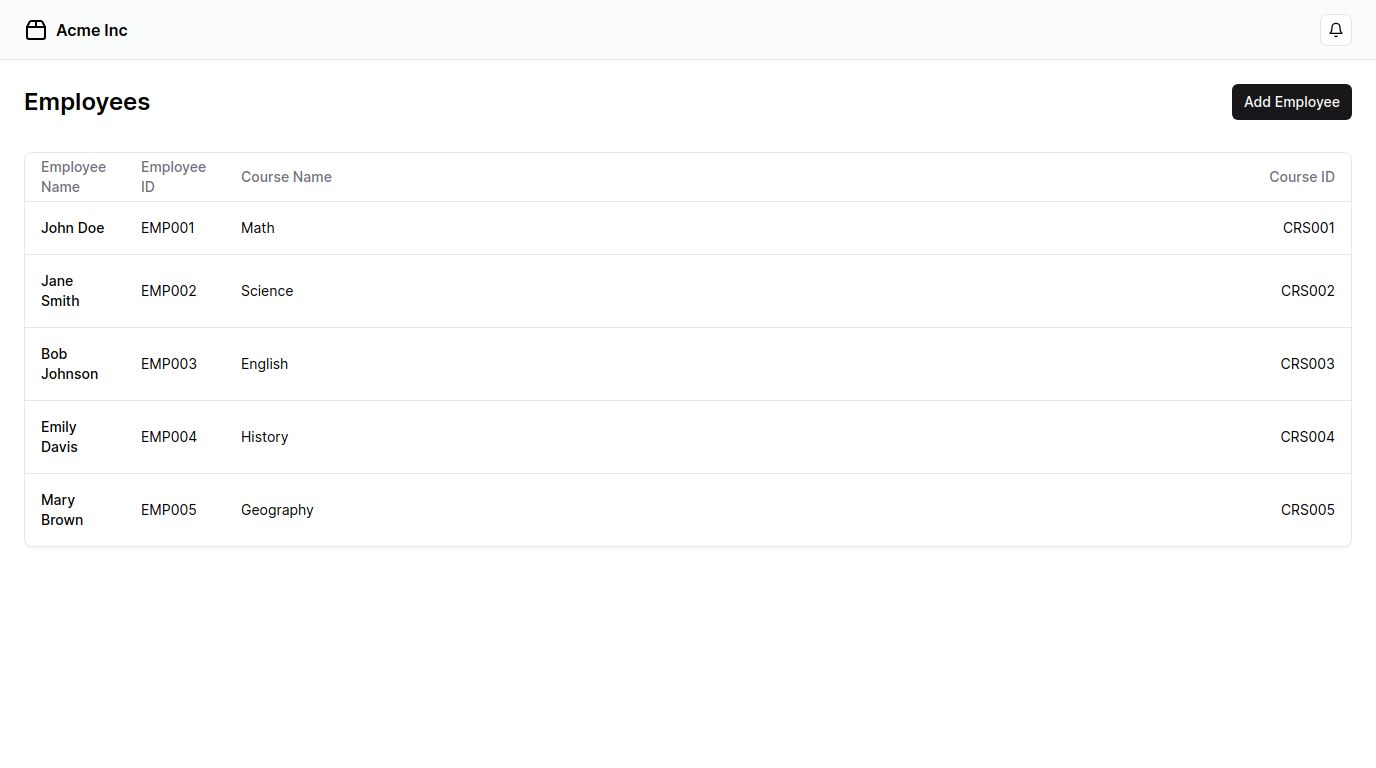 Acme Inc
Employees
Add Employee
Employee Name Employee ID Course Name Course ID
John Doe EMP001 Math CRS001
Jane Smith EMP002 Science CRS002
Bob Johnson EMP003 English CRS003
Emily Davis EMP004 History CRS004
Mary Brown EMP005 Geography CRS005